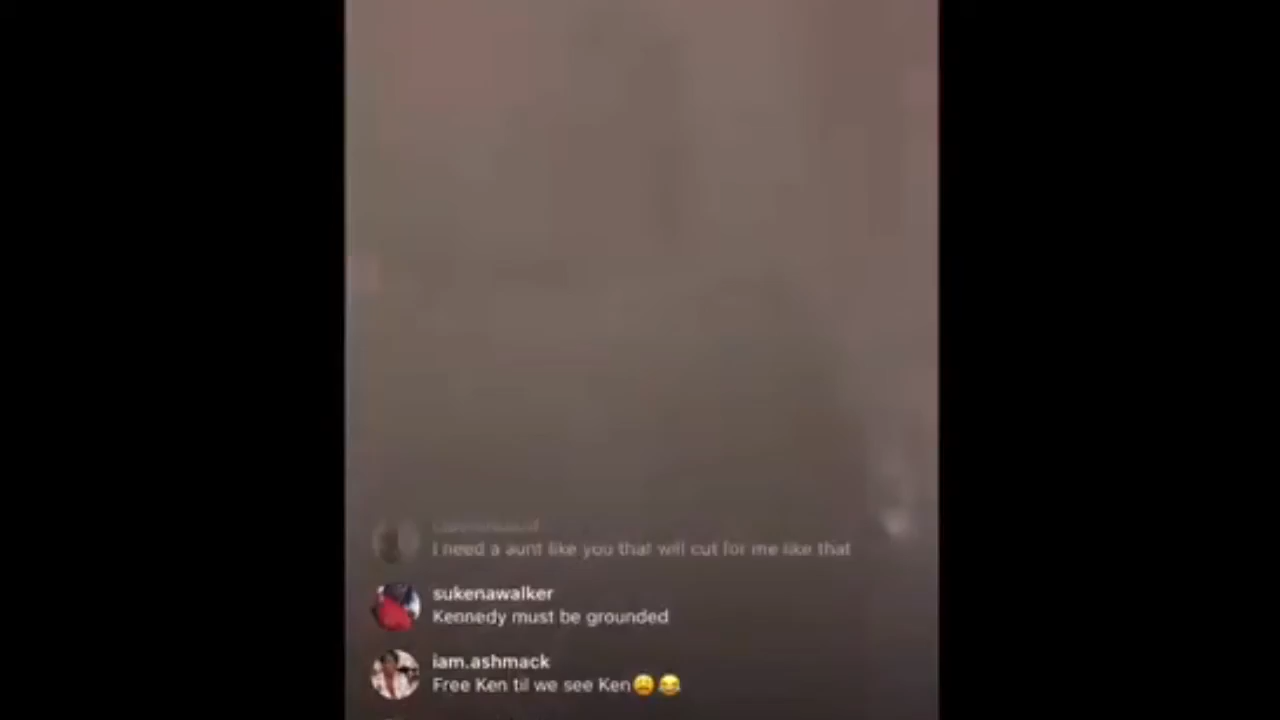 I need a aunt like you that will cut for me like that
sukenawalker
Kennedy must be grounded
iam.ashmack
Free Ken til we see Ken😩😂